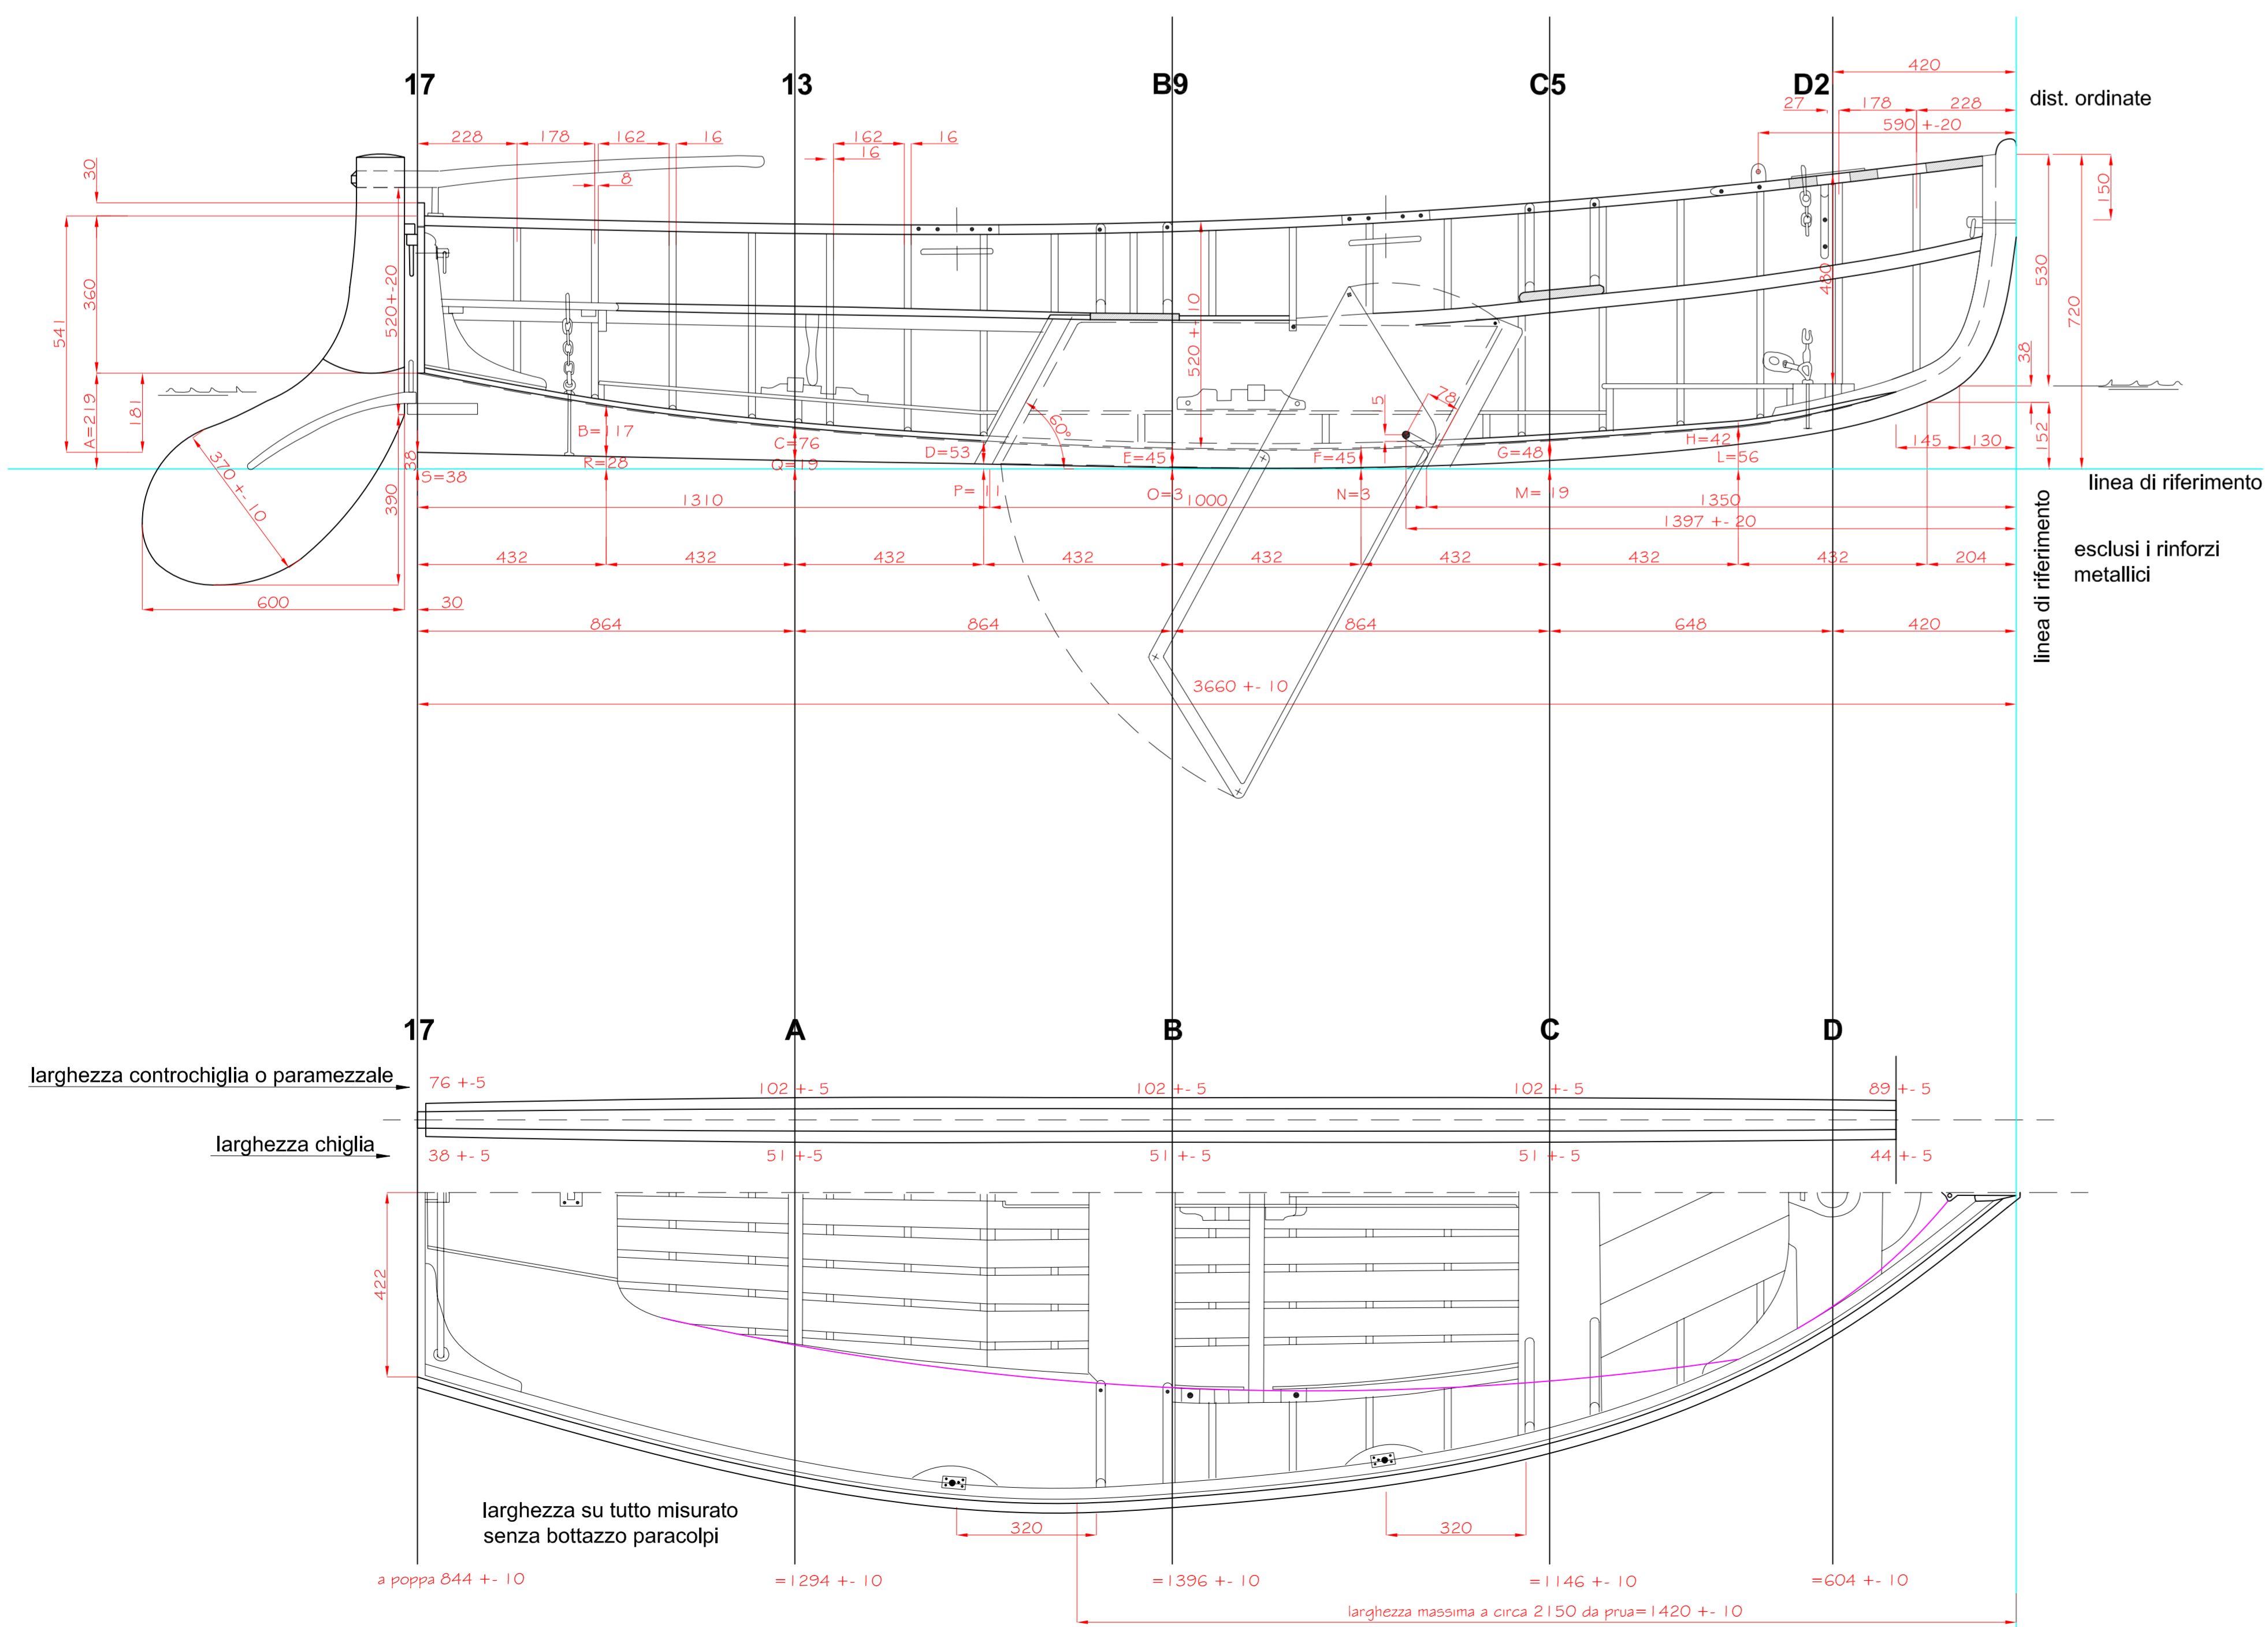 17 13 B9 C5 D2
420
dist. ordinate
27 178 228
590 +-20
228 178 162 16 162 16
16
8
30
541
360
A=219
181
520+-20
38
390
370 +- 10
600
30
S=38
B=117
R=28
C=76
Q=19
D=53
P= 11
60°
520 +- 10
E=45
O=3
F=45
N=3
5
78
G=48
M= 19
H=42
L=56
480
530
720
150
38
152
145 130
linea di riferimento
1310 1000 1350
1397 +- 20
432 432 432 432 432 432 432 432 204
linea di riferimento
esclusi i rinforzi
metallici
864 864 864 648 420
3660 +- 10
17 A B C D
larghezza controchiglia o paramezzale
76 +-5 102 +- 5 102 +- 5 102 +- 5 89 +- 5
larghezza chiglia
38 +- 5 51 +-5 51 +- 5 51 +- 5 44 +- 5
422
larghezza su tutto misurato
senza bottazzo paracolpi
320 320
a poppa 844 +- 10 =1294 +- 10 =1396 +- 10 =1146 +- 10 =604 +- 10
larghezza massima a circa 2150 da prua=1420 +- 10